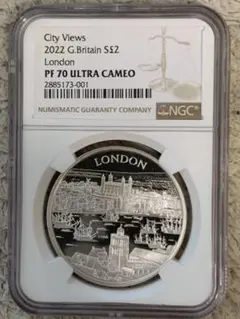 City Views
2022 G.Britain S£2
London
PF 70 ULTRA CAMEO
2885173-001
NUMISMATIC GUARANTY COMPANY
NGC
LONDON